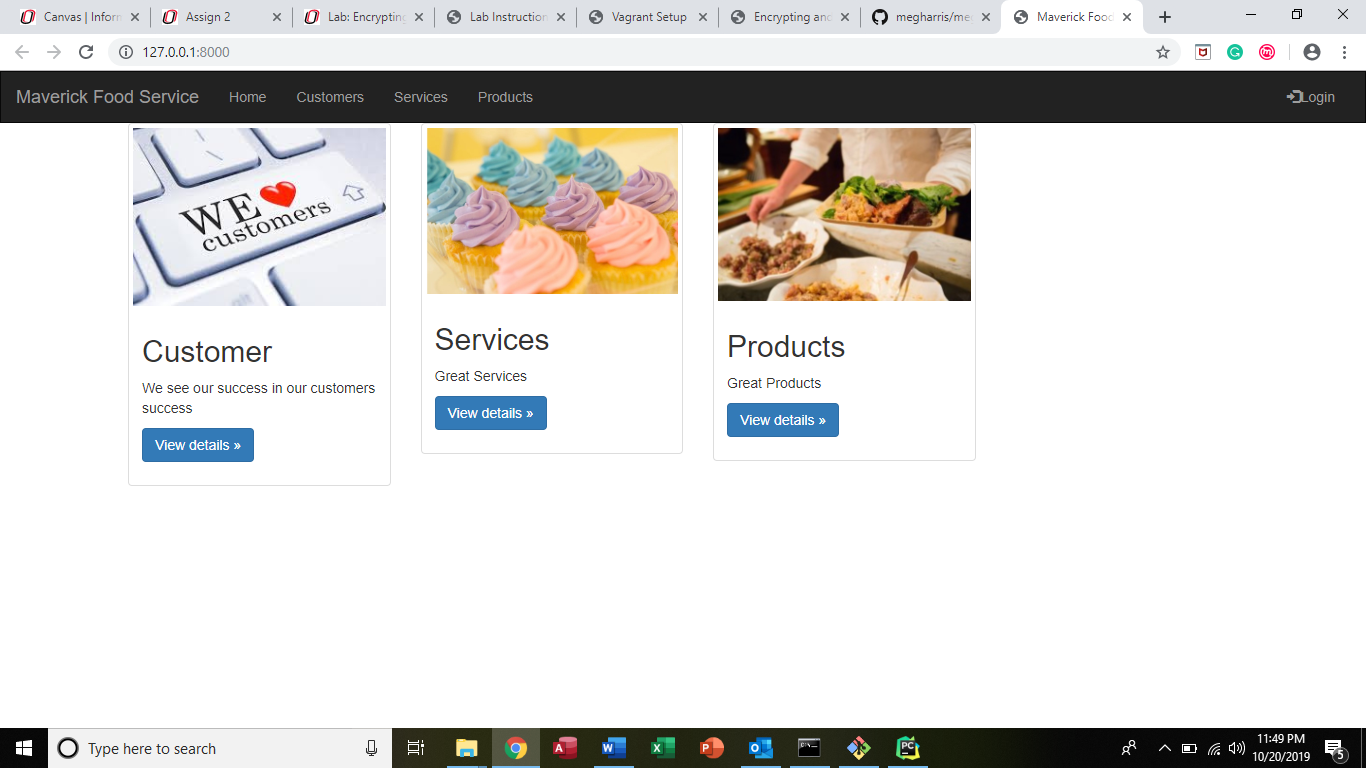 Canvas | Inform
Assign 2
Lab: Encrypting
Lab Instruction
Vagrant Setup
Encrypting and
megharris/me
Maverick Food
127.0.0.1:8000
Maverick Food Service
Home
Customers
Services
Products
Login
WE
customers
Customer
We see our success in our customers
success
View details »
Services
Great Services
View details »
Products
Great Products
View details »
Type here to search
11:49 PM
10/20/2019
5